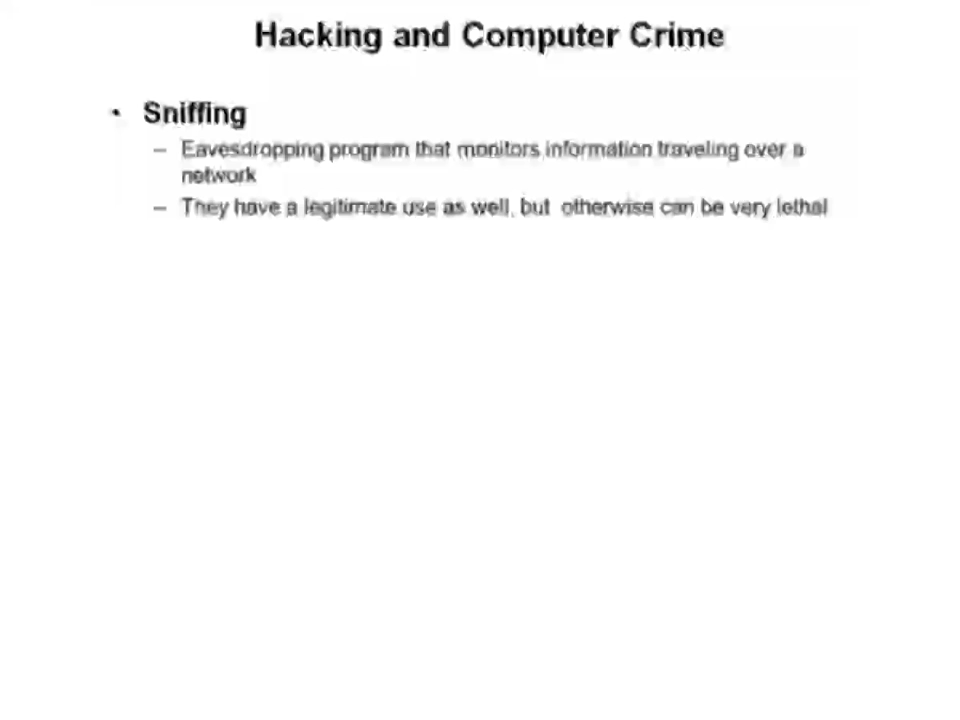 Hacking and Computer Crime
• Sniffing
– Eavesdropping program that monitors information traveling over a
network
– They have a legitimate use as well, but otherwise can be very lethal